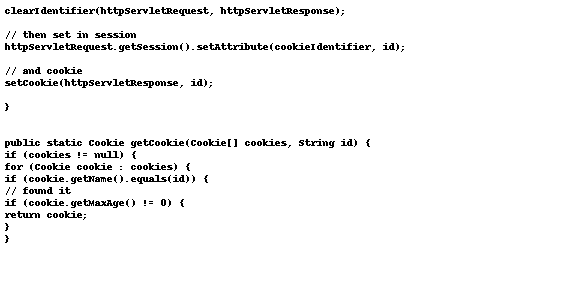 clearIdentifier(httpServletRequest, httpServletResponse);
// then set in session
httpServletRequest.getSession().setAttribute(cookieIdentifier, id);
// and cookie
setCookie(httpServletResponse, id);
}
public static Cookie getCookie(Cookie[] cookies, String id) {
if (cookies != null) {
for (Cookie cookie : cookies) {
if (cookie.getName().equals(id)) {
// found it
if (cookie.getMaxAge() != 0) {
return cookie;
}
}